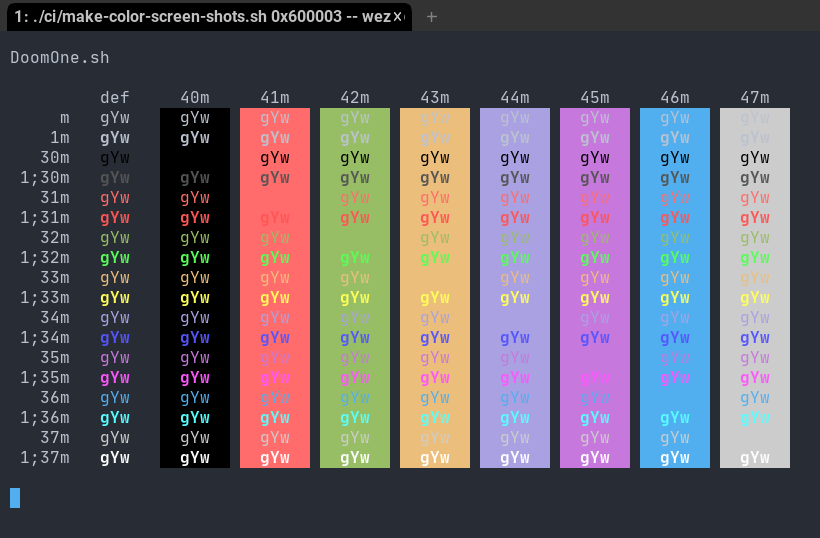 1: ./ci/make-color-screen-shots.sh 0x600003 -- wez× +
DoomOne.sh
def 40m 41m 42m 43m 44m 45m 46m 47m
m gYw gYw gYw gYw gYw gYw gYw gYw gYw
1m gYw gYw gYw gYw gYw gYw gYw gYw gYw
30m gYw gYw gYw gYw gYw gYw gYw gYw
1;30m gYw gYw gYw gYw gYw gYw gYw gYw gYw
31m gYw gYw gYw gYw gYw gYw gYw gYw
1;31m gYw gYw gYw gYw gYw gYw gYw gYw gYw
32m gYw gYw gYw gYw gYw gYw gYw gYw
1;32m gYw gYw gYw gYw gYw gYw gYw gYw gYw
33m gYw gYw gYw gYw gYw gYw gYw gYw
1;33m gYw gYw gYw gYw gYw gYw gYw gYw gYw
34m gYw gYw gYw gYw gYw gYw gYw gYw
1;34m gYw gYw gYw gYw gYw gYw gYw gYw gYw
35m gYw gYw gYw gYw gYw gYw gYw gYw
1;35m gYw gYw gYw gYw gYw gYw gYw gYw gYw
36m gYw gYw gYw gYw gYw gYw gYw gYw
1;36m gYw gYw gYw gYw gYw gYw gYw gYw gYw
37m gYw gYw gYw gYw gYw gYw gYw gYw
1;37m gYw gYw gYw gYw gYw gYw gYw gYw gYw